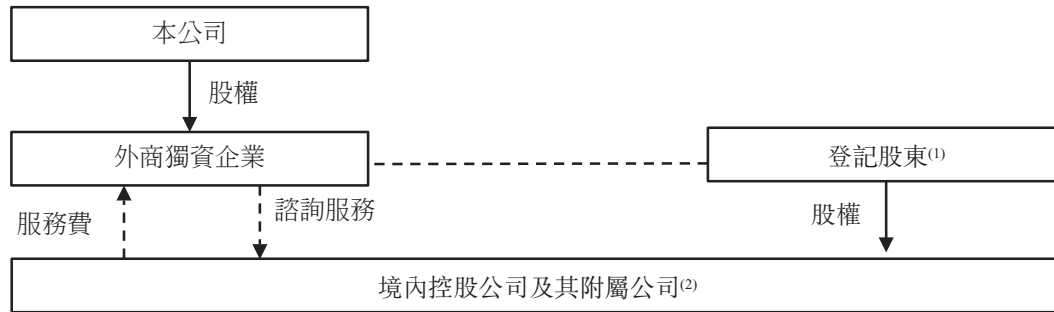 本公司
股權
外商獨資企業
登記股東(1)
服務費
諮詢服務
股權
境內控股公司及其附屬公司(2)